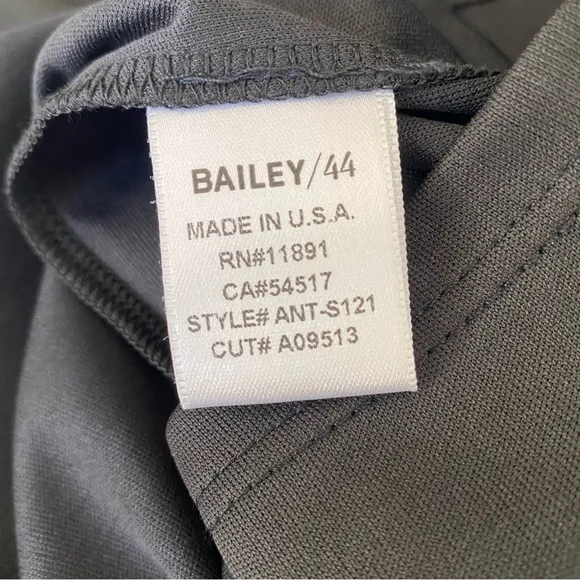 BAILEY/44
MADE IN U.S.A.
RN#11891
CA#54517
STYLE# ANT-S121
CUT# A09513